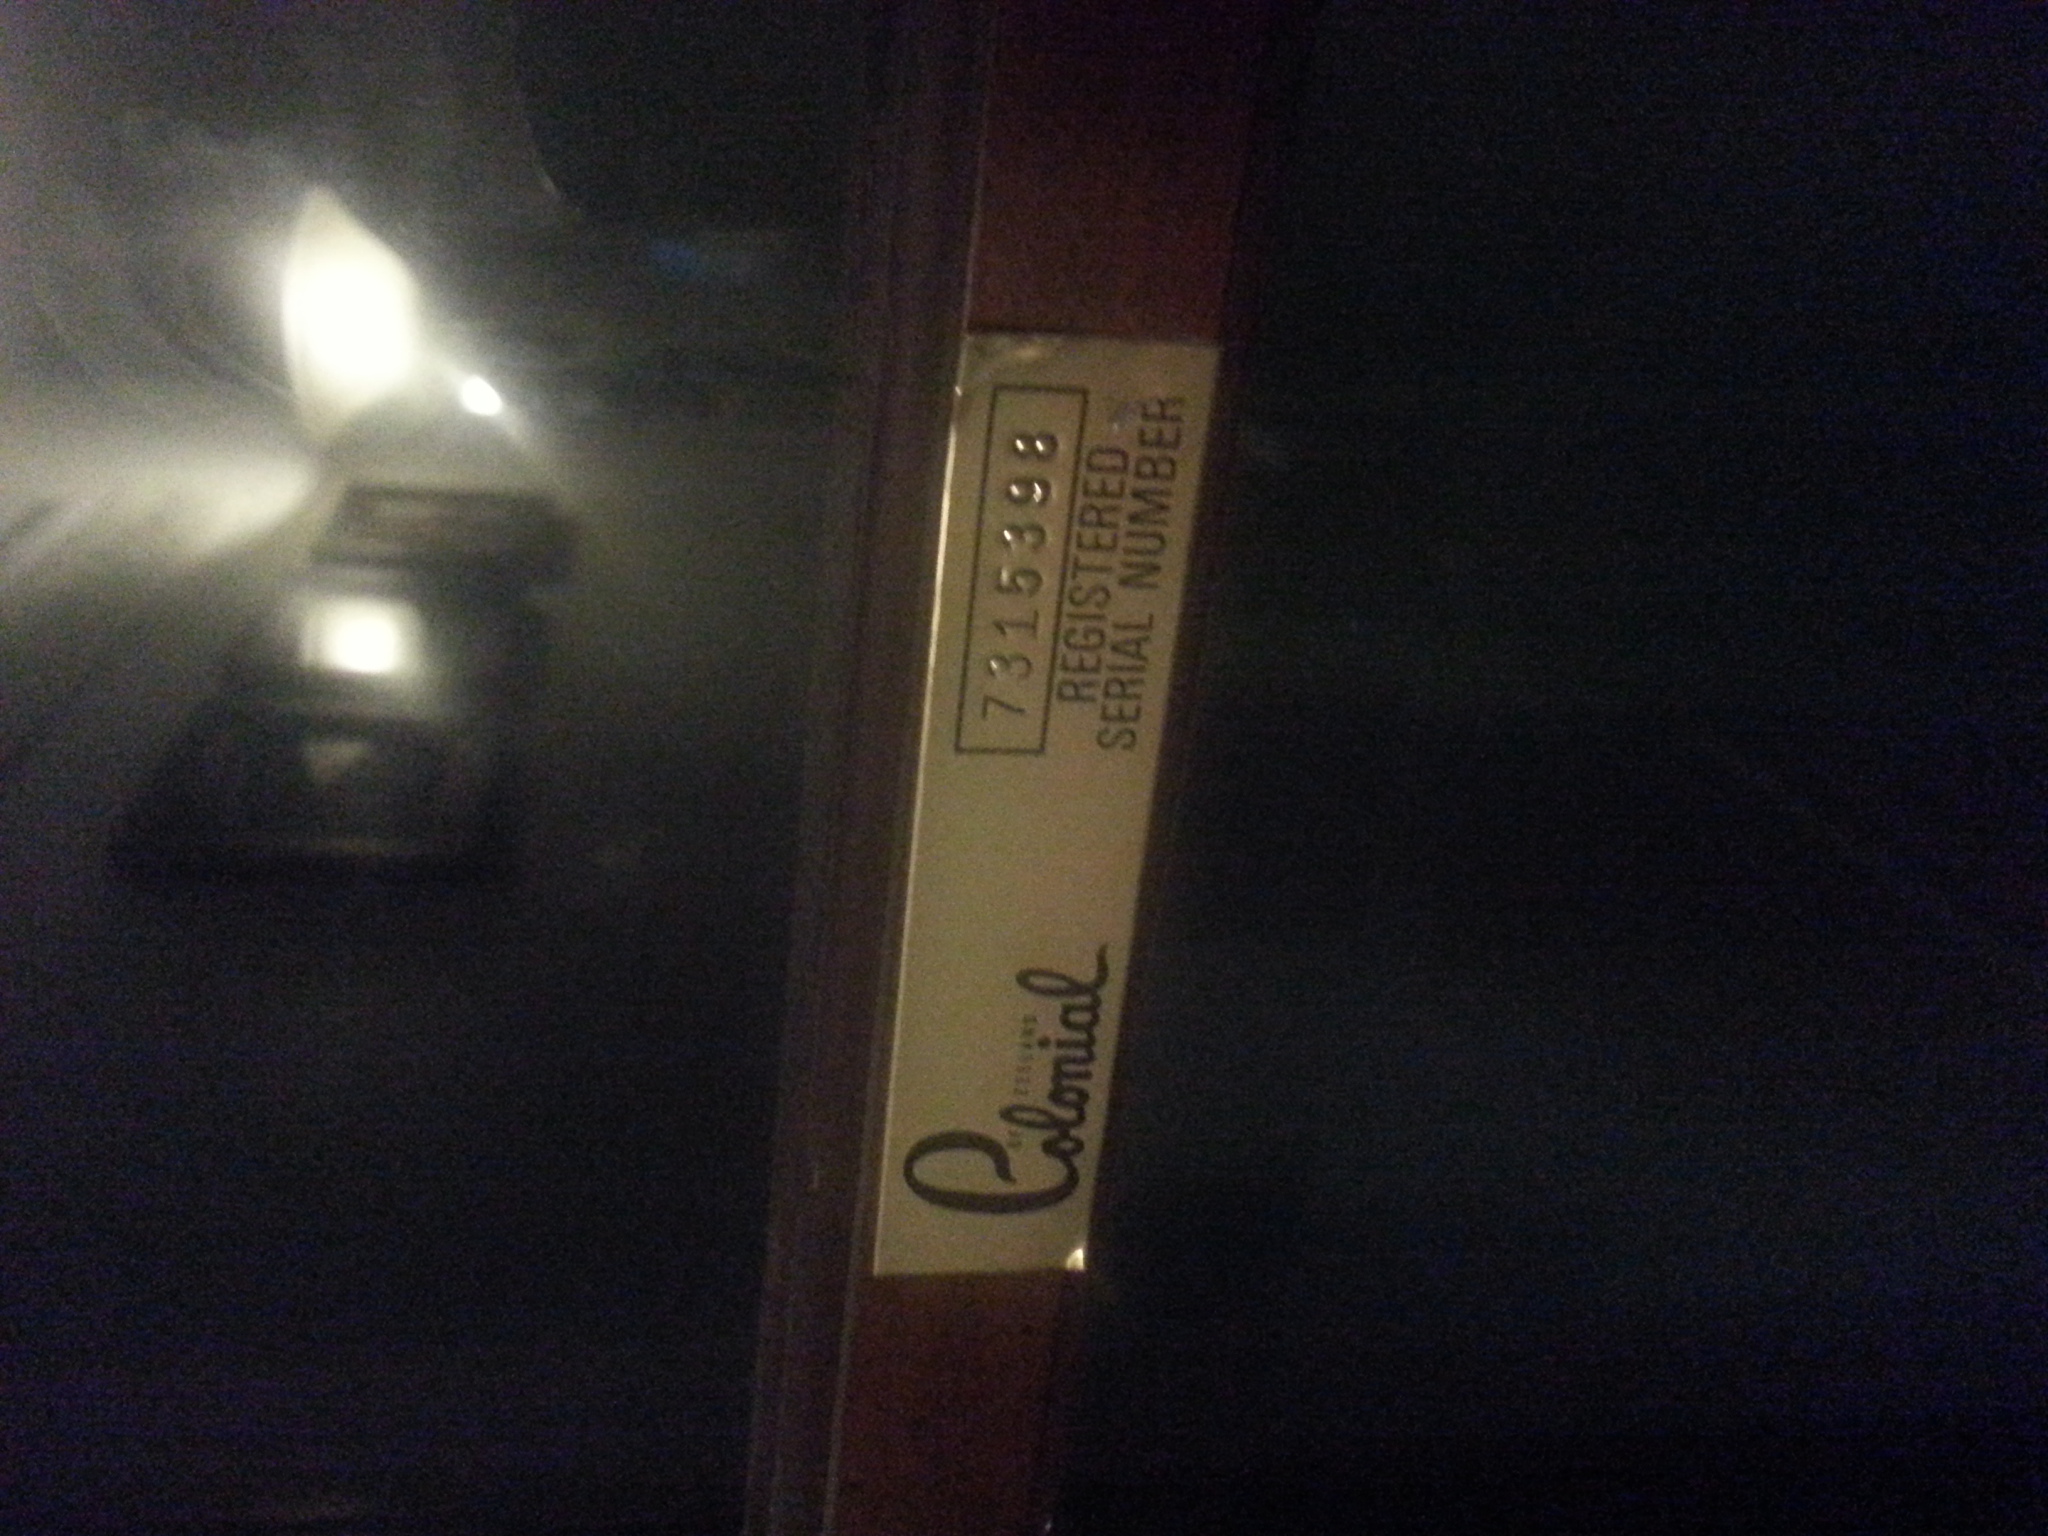 Colonial
7315398
REGISTERED
SERIAL NUMBER